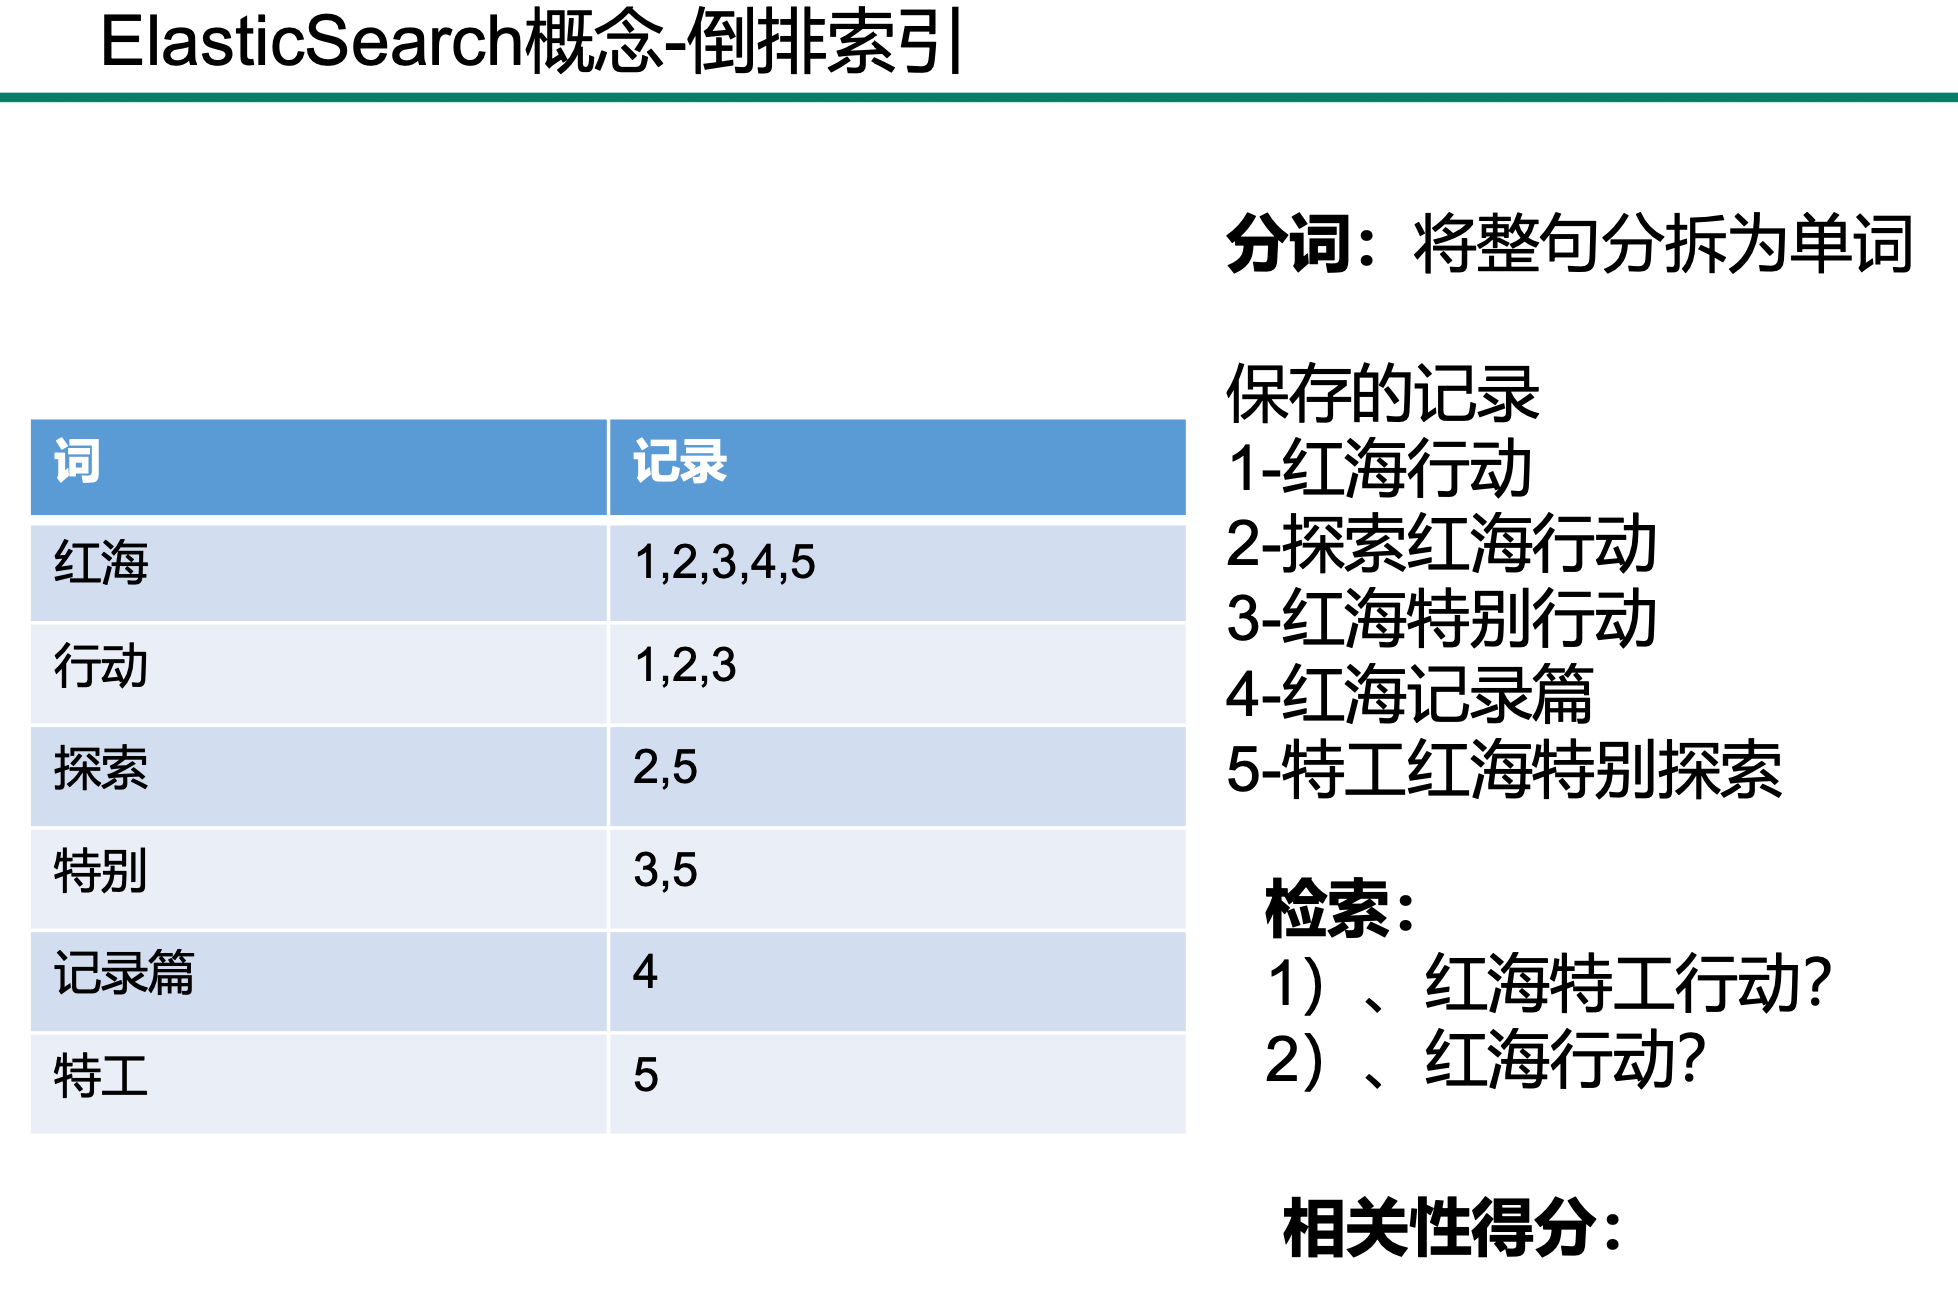 ElasticSearch概念-倒排索引
分词：将整句分拆为单词
保存的记录
1-红海行动
2-探索红海行动
3-红海特别行动
4-红海记录篇
5-特工红海特别探索
词 记录
红海 1,2,3,4,5
行动 1,2,3
探索 2,5
特别 3,5
记录篇 4
特工 5
检索：
1）、红海特工行动？
2）、红海行动？
相关性得分：